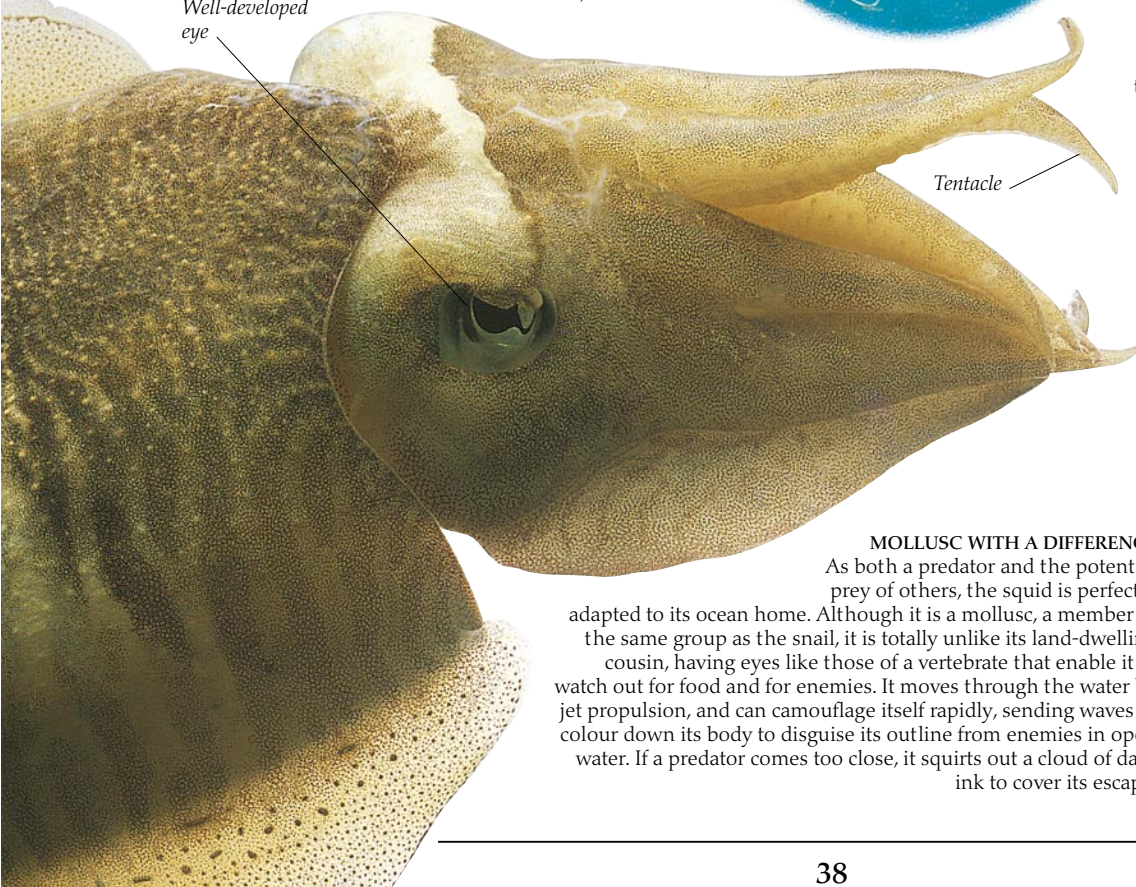 Well-developed
eye
Tentacle
MOLLUSC WITH A DIFFERENC
As both a predator and the potent
prey of others, the squid is perfect
adapted to its ocean home. Although it is a mollusc, a member
the same group as the snail, it is totally unlike its land-dwellin
cousin, having eyes like those of a vertebrate that enable it
watch out for food and for enemies. It moves through the water
jet propulsion, and can camouflage itself rapidly, sending waves
colour down its body to disguise its outline from enemies in op
water. If a predator comes too close, it squirts out a cloud of da
ink to cover its escap
38